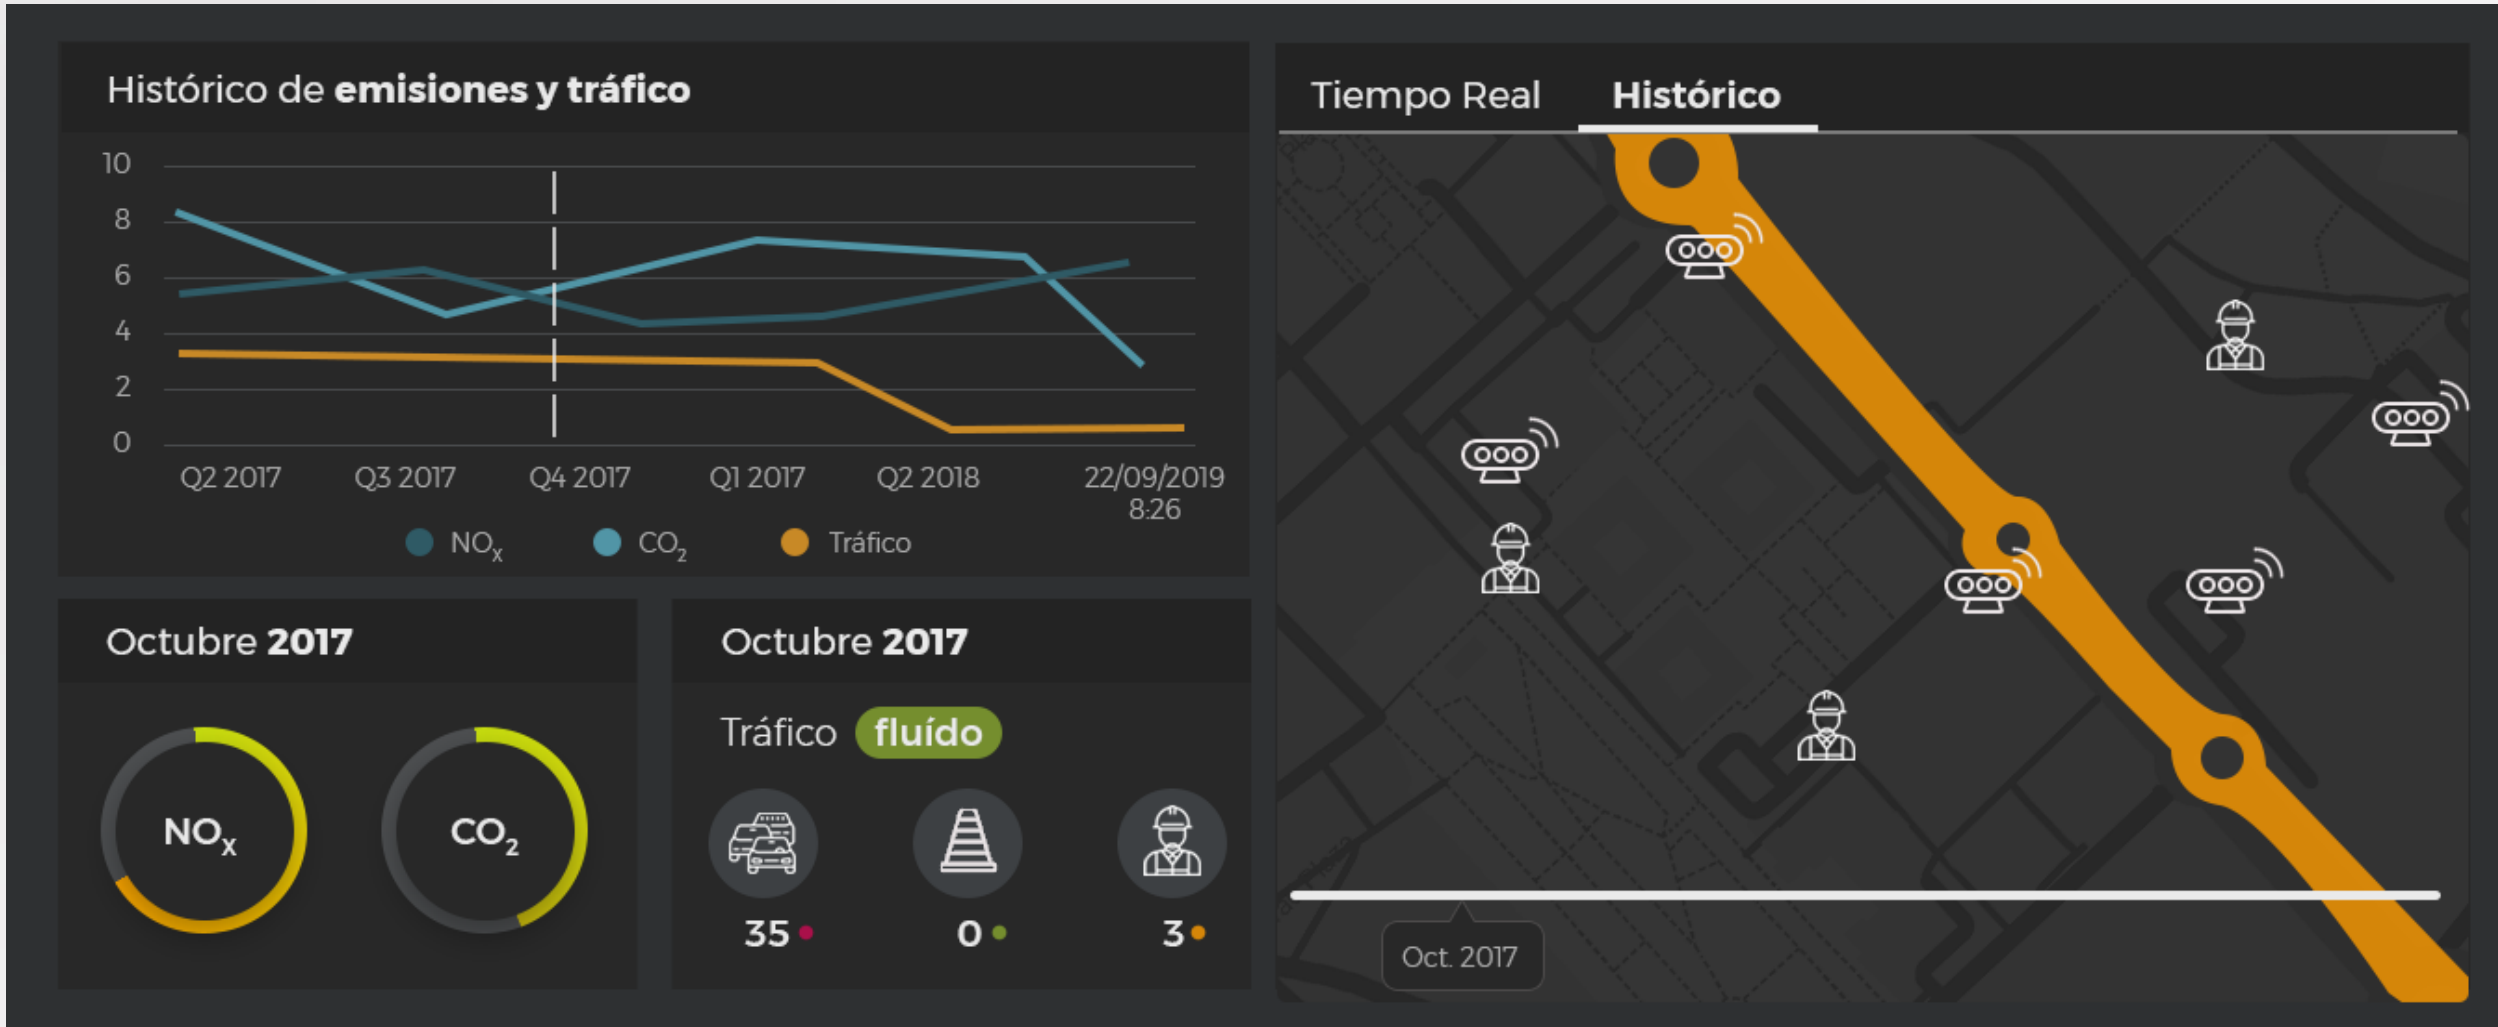 Histórico de emisiones y tráfico
10
8
6
4
2
0
Q2 2017 Q3 2017 Q4 2017 Q1 2017 Q2 2018 22/09/2019
8:26
NOx CO2 Tráfico
Octubre 2017
NOx CO2
Octubre 2017
Tráfico fluído
35 0 3
Tiempo Real Histórico
Oct. 2017